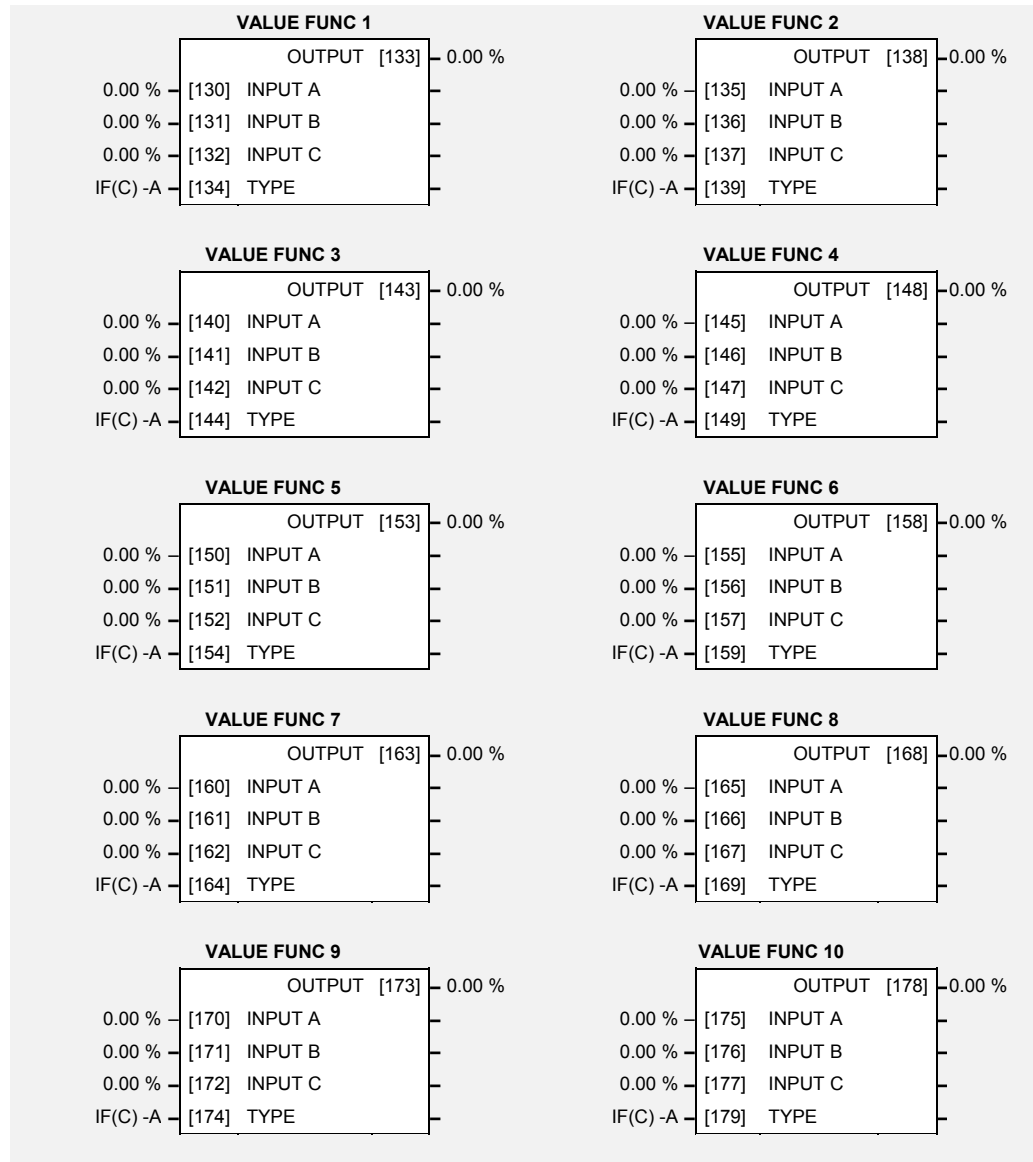 VALUE FUNC 1
OUTPUT [133] 0.00 %
0.00 % [130] INPUT A
0.00 % [131] INPUT B
0.00 % [132] INPUT C
IF(C) -A [134] TYPE
VALUE FUNC 2
OUTPUT [138] 0.00 %
0.00 % [135] INPUT A
0.00 % [136] INPUT B
0.00 % [137] INPUT C
IF(C) -A [139] TYPE
VALUE FUNC 3
OUTPUT [143] 0.00 %
0.00 % [140] INPUT A
0.00 % [141] INPUT B
0.00 % [142] INPUT C
IF(C) -A [144] TYPE
VALUE FUNC 4
OUTPUT [148] 0.00 %
0.00 % [145] INPUT A
0.00 % [146] INPUT B
0.00 % [147] INPUT C
IF(C) -A [149] TYPE
VALUE FUNC 5
OUTPUT [153] 0.00 %
0.00 % [150] INPUT A
0.00 % [151] INPUT B
0.00 % [152] INPUT C
IF(C) -A [154] TYPE
VALUE FUNC 6
OUTPUT [158] 0.00 %
0.00 % [155] INPUT A
0.00 % [156] INPUT B
0.00 % [157] INPUT C
IF(C) -A [159] TYPE
VALUE FUNC 7
OUTPUT [163] 0.00 %
0.00 % [160] INPUT A
0.00 % [161] INPUT B
0.00 % [162] INPUT C
IF(C) -A [164] TYPE
VALUE FUNC 8
OUTPUT [168] 0.00 %
0.00 % [165] INPUT A
0.00 % [166] INPUT B
0.00 % [167] INPUT C
IF(C) -A [169] TYPE
VALUE FUNC 9
OUTPUT [173] 0.00 %
0.00 % [170] INPUT A
0.00 % [171] INPUT B
0.00 % [172] INPUT C
IF(C) -A [174] TYPE
VALUE FUNC 10
OUTPUT [178] 0.00 %
0.00 % [175] INPUT A
0.00 % [176] INPUT B
0.00 % [177] INPUT C
IF(C) -A [179] TYPE